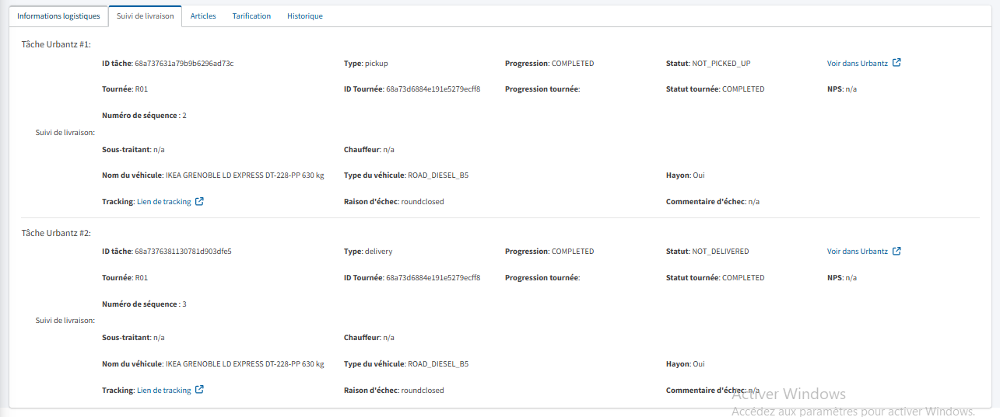 Informations logistiques Suivi de livraison Articles Tarification Historique
Tâche Urbantz #1:
ID tâche: 68a737631a79b9b6296ad73c Type: pickup Progression: COMPLETED Statut: NOT_PICKED_UP Voir dans Urbantz
Tournée: R01 ID Tournée: 68a73d6884e191e5279ecff8 Progression tournée: Statut tournée: COMPLETED NPS: n/a
Numéro de séquence : 2
Suivi de livraison:
Sous-traitant: n/a Chauffeur: n/a
Nom du véhicule: IKEA GRENOBLE LD EXPRESS DT-228-PP 630 kg Type du véhicule: ROAD_DIESEL_B5 Hayon: Oui
Tracking: Lien de tracking Raison d'échec: roundclosed Commentaire d'échec: n/a
Tâche Urbantz #2:
ID tâche: 68a7376381130781d903dfe5 Type: delivery Progression: COMPLETED Statut: NOT_DELIVERED Voir dans Urbantz
Tournée: R01 ID Tournée: 68a73d6884e191e5279ecff8 Progression tournée: Statut tournée: COMPLETED NPS: n/a
Numéro de séquence : 3
Suivi de livraison:
Sous-traitant: n/a Chauffeur: n/a
Nom du véhicule: IKEA GRENOBLE LD EXPRESS DT-228-PP 630 kg Type du véhicule: ROAD_DIESEL_B5 Hayon: Oui
Tracking: Lien de tracking Raison d'échec: roundclosed Commentaire d'échec: n/a
Activer Windows
Accédez aux paramètres pour activer Windows.